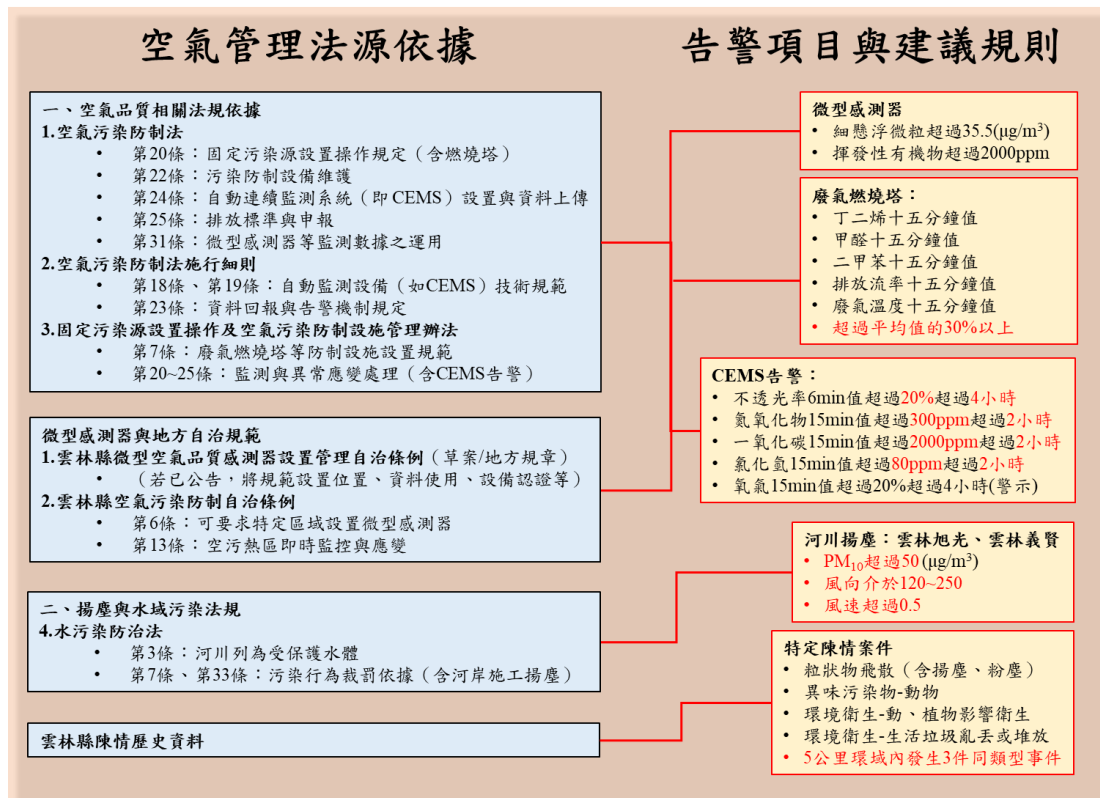 空氣管理法源依據
一、空氣品質相關法規依據
1.空氣污染防制法
• 第20條：固定污染源設置操作規定（含燃燒塔）
• 第22條：污染防制設備維護
• 第24條：自動連續監測系統（即 CEMS）設置與資料上傳
• 第25條：排放標準與申報
• 第31條：微型感測器等監測數據之運用
2.空氣污染防制法施行細則
• 第18條、第19條：自動監測設備（如CEMS）技術規範
• 第23條：資料回報與告警機制規定
3.固定污染源設置操作及空氣污染防制設施管理辦法
• 第7條：廢氣燃燒塔等防制設施設置規範
• 第20~25條：監測與異常應變處理（含CEMS告警）
微型感測器與地方自治規範
1.雲林縣微型空氣品質感測器設置管理自治條例（草案/地方規章）
• （若已公告，將規範設置位置、資料使用、設備認證等）
2.雲林縣空氣污染防制自治條例
• 第6條：可要求特定區域設置微型感測器
• 第13條：空污熱區即時監控與應變
二、揚塵與水域污染法規
4.水污染防治法
• 第3條：河川列為受保護水體
• 第7條、第33條：污染行為裁罰依據（含河岸施工揚塵）
雲林縣陳情歷史資料
告警項目與建議規則
微型感測器
• 細懸浮微粒超過35.5(μg/m³)
• 揮發性有機物超過2000ppm
廢氣燃燒塔：
• 丁二烯十五分鐘值
• 甲醛十五分鐘值
• 二甲苯十五分鐘值
• 排放流率十五分鐘值
• 廢氣溫度十五分鐘值
• 超過平均值的30%以上
CEMS告警：
• 不透光率6min值超過20%超過4小時
• 氮氧化物15min值超過300ppm超過2小時
• 一氧化碳15min值超過2000ppm超過2小時
• 氯化氫15min值超過80ppm超過2小時
• 氧氣15min值超過20%超過4小時(警示)
河川揚塵：雲林旭光、雲林義賢
• PM₁₀超過50 (μg/m³)
• 風向介於120~250
• 風速超過0.5
特定陳情案件
• 粒狀物飛散（含揚塵、粉塵）
• 異味污染物-動物
• 環境衛生-動、植物影響衛生
• 環境衛生-生活垃圾亂丟或堆放
• 5公里環域內發生3件同類型事件